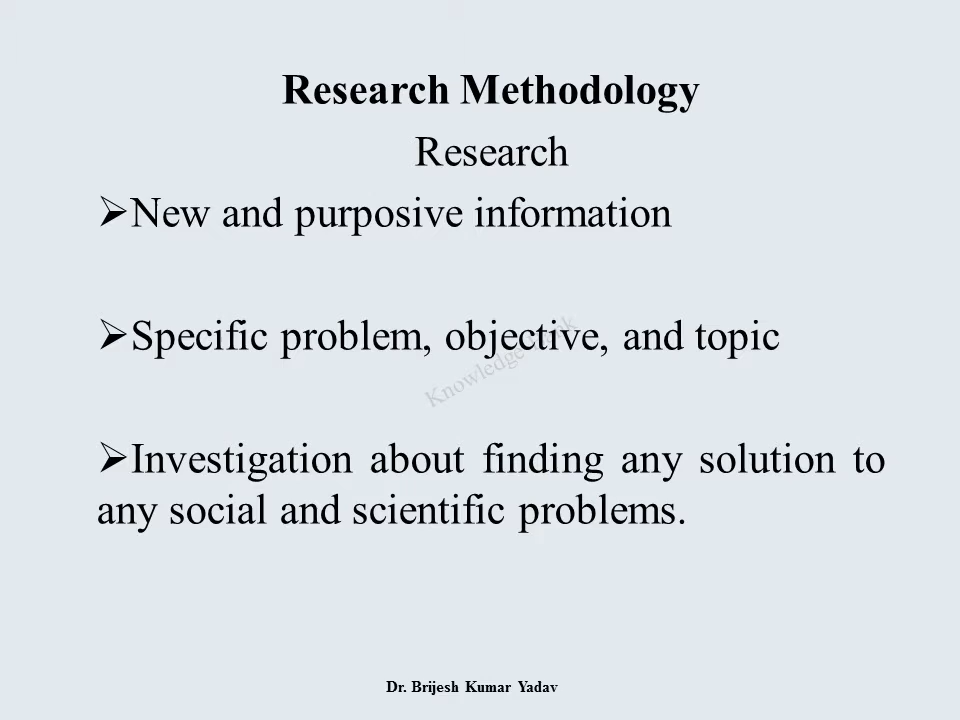 Research Methodology
Research
➢New and purposive information
➢Specific problem, objective, and topic
Knowledge
➢Investigation about finding any solution to
any social and scientific problems.
Dr. Brijesh Kumar Yadav